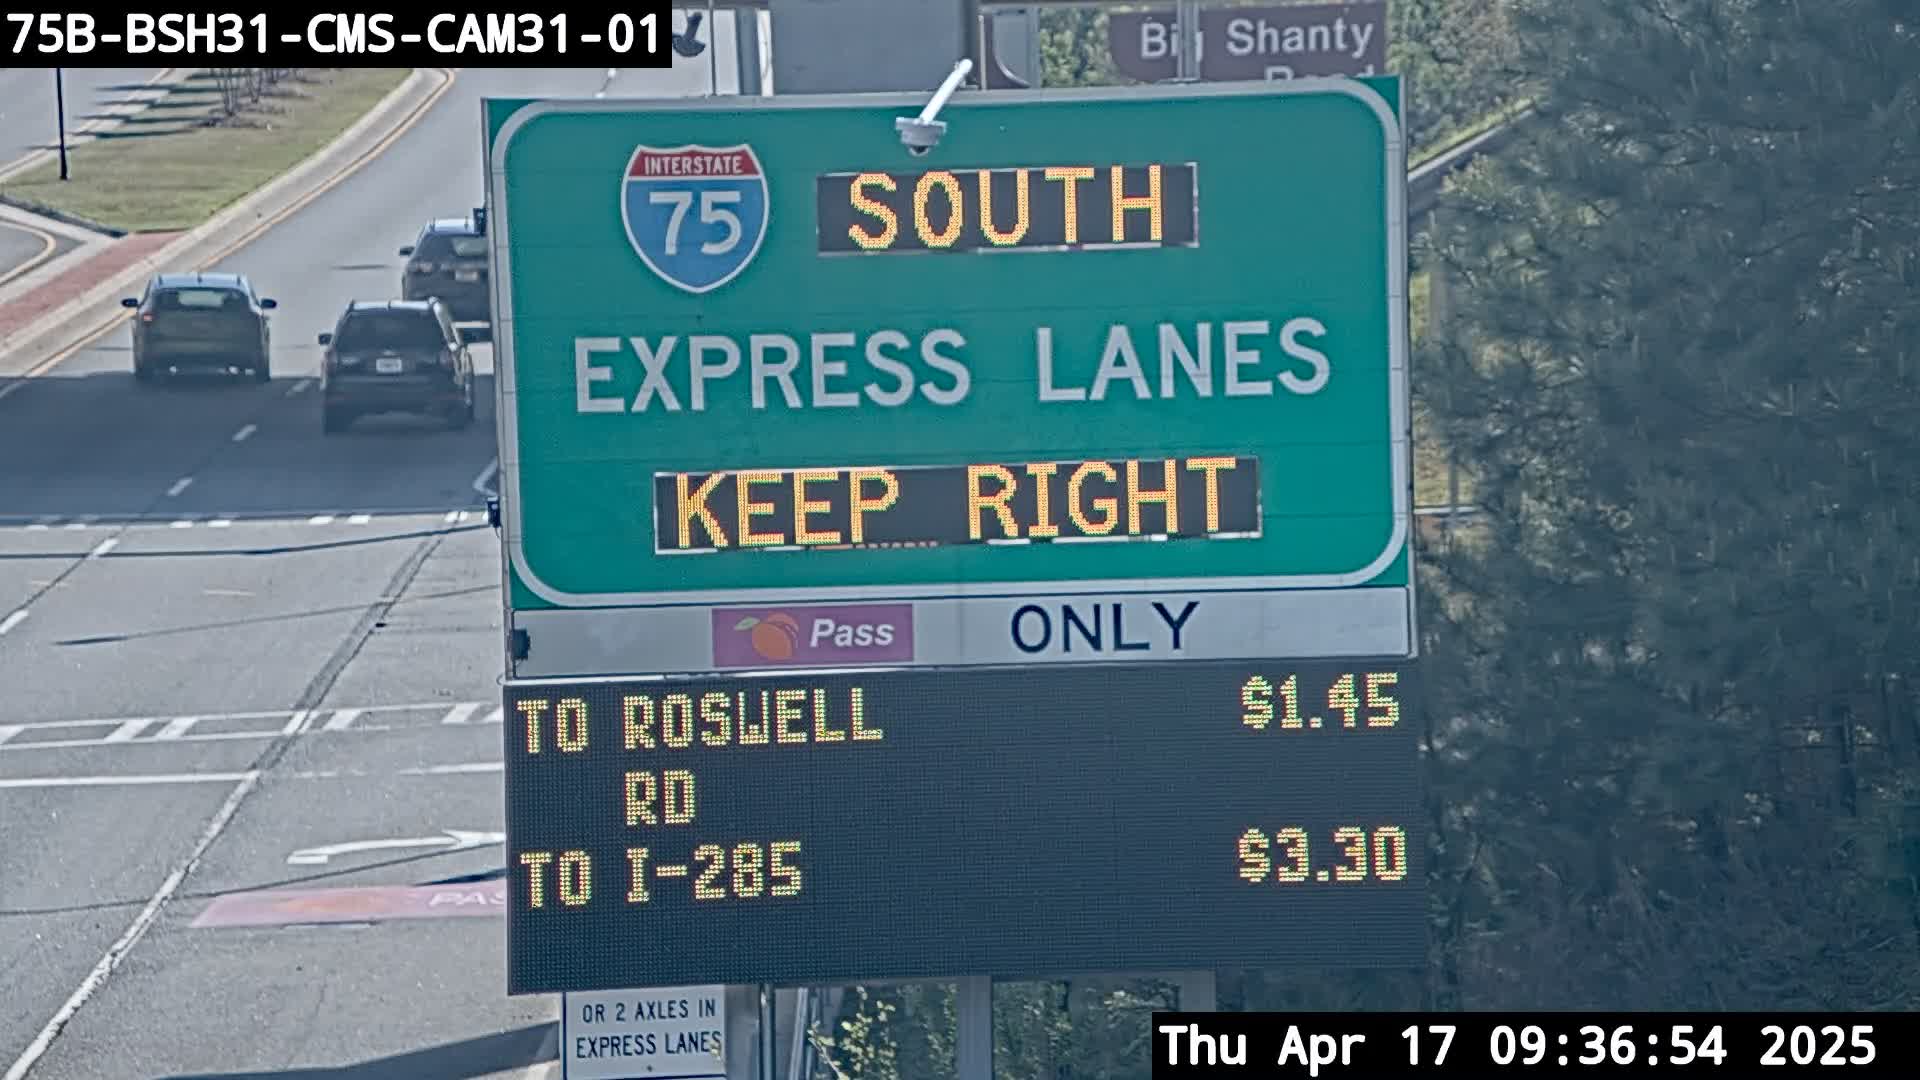 75B-BSH31-CMS-CAM31-01
Big Shanty
Road
INTERSTATE
75
SOUTH
EXPRESS LANES
KEEP RIGHT
Pass ONLY
TO ROSWELL $1.45
RD
TO I-285 $3.30
PAS
OR 2 AXLES IN
EXPRESS LANES
Thu Apr 17 09:36:54 2025